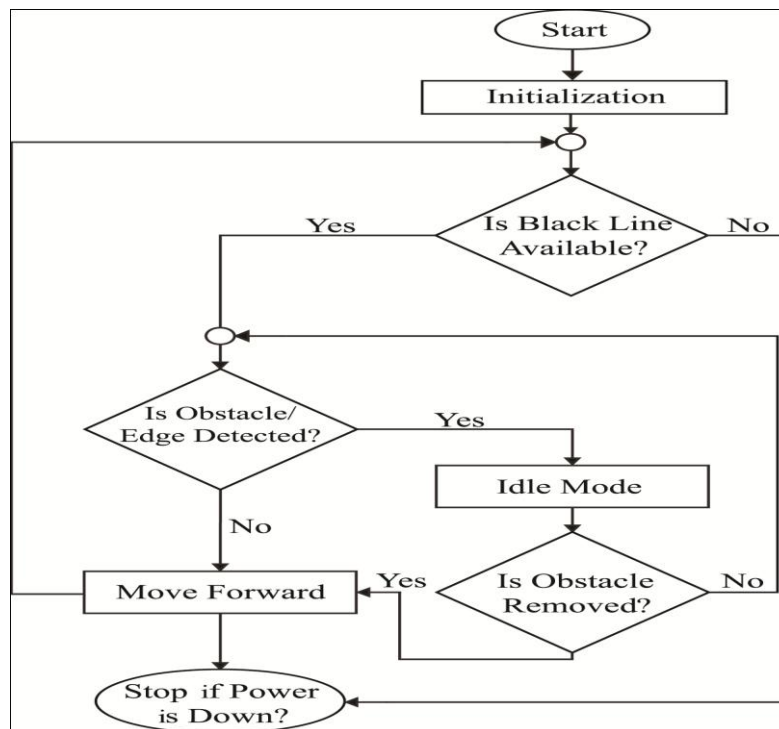 Start
Initialization
Is Black Line
Available?
Yes
No
Is Obstacle/
Edge Detected?
Yes
Idle Mode
No
Is Obstacle
Removed?
Yes
No
Move Forward
Stop if Power
is Down?